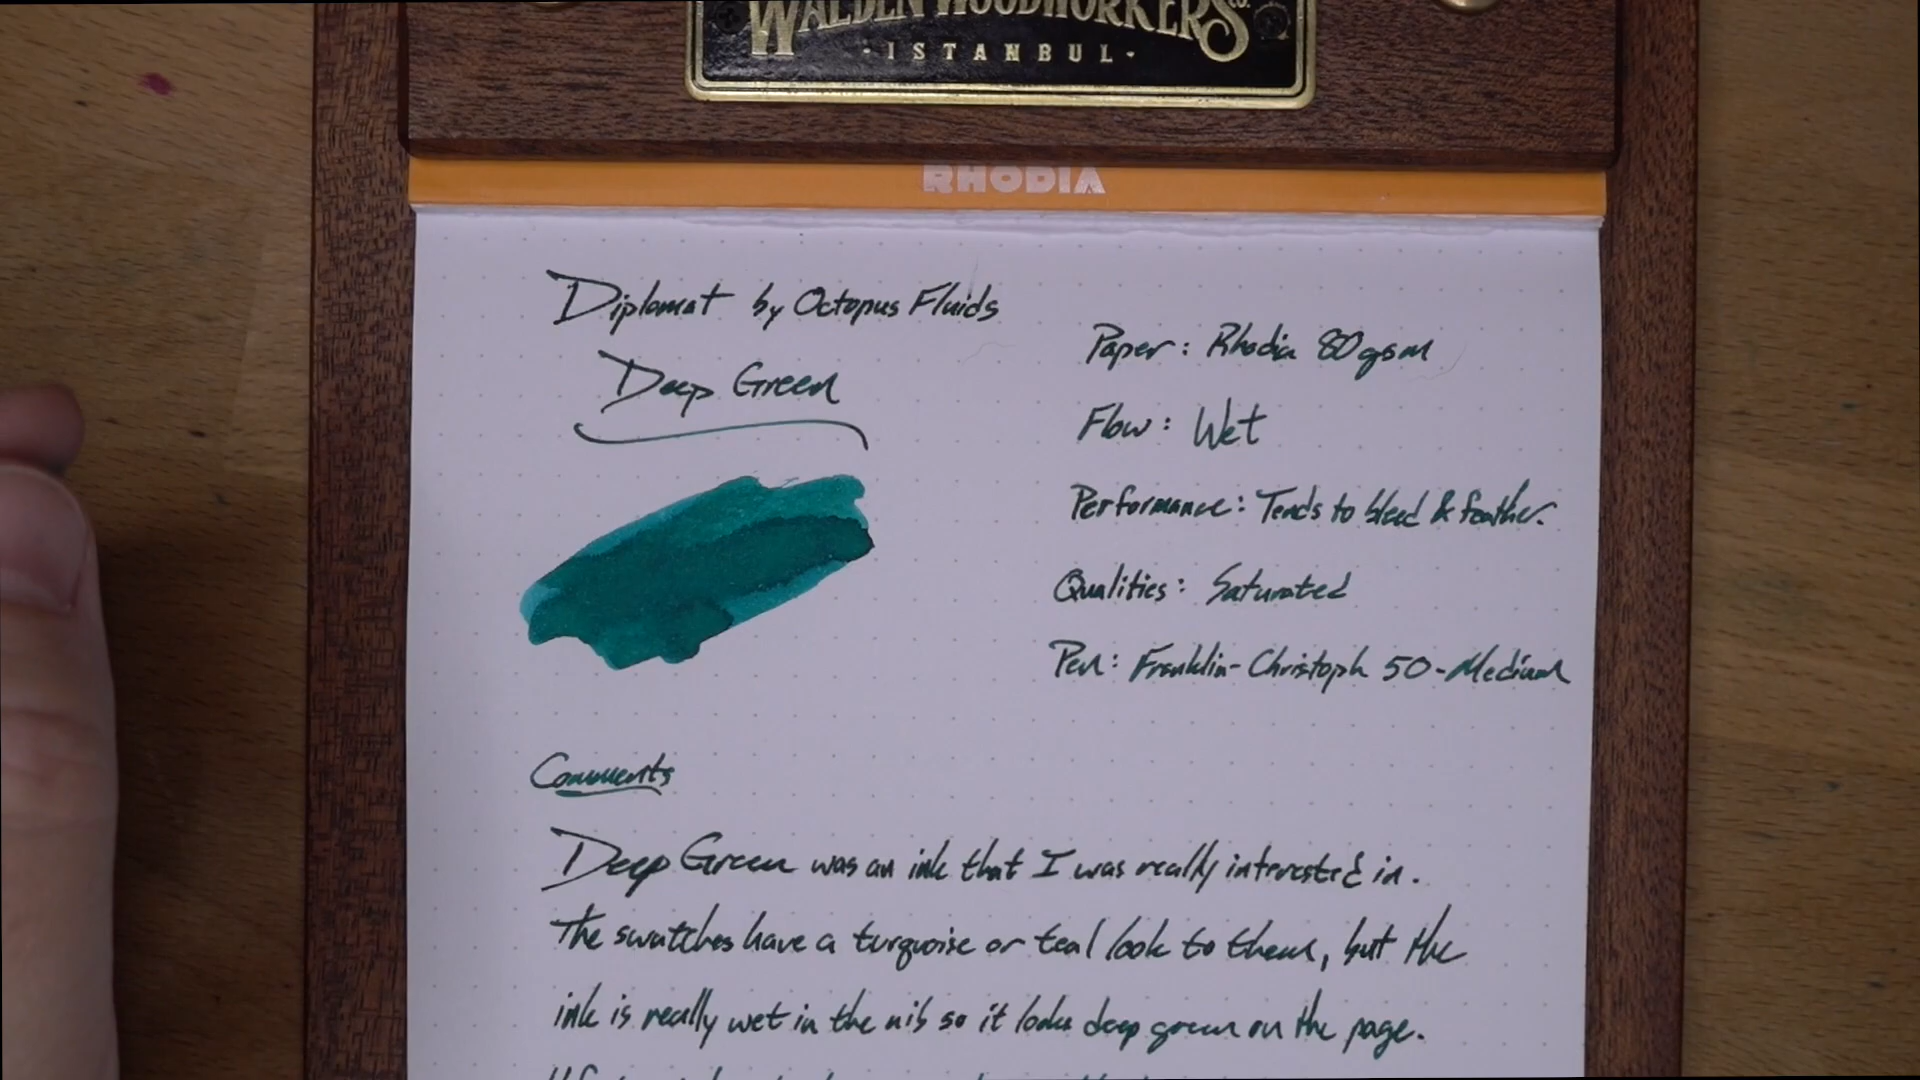 WALDEN WOODWORKERS CO.
- ISTANBUL -
RHODIA
Diplomat by Octopus Fluids
Deep Green
Paper: Rhodia 80gsm
Flow: Wet
Performance: Tends to bleed & feather.
Qualities: Saturated
Pen: Franklin-Christoph 50-Medium
Comments
Deep Green was an ink that I was really interested in.
The swatches have a turquoise or teal look to them, but the
ink is really wet in the nib so it looks deep green on the page.